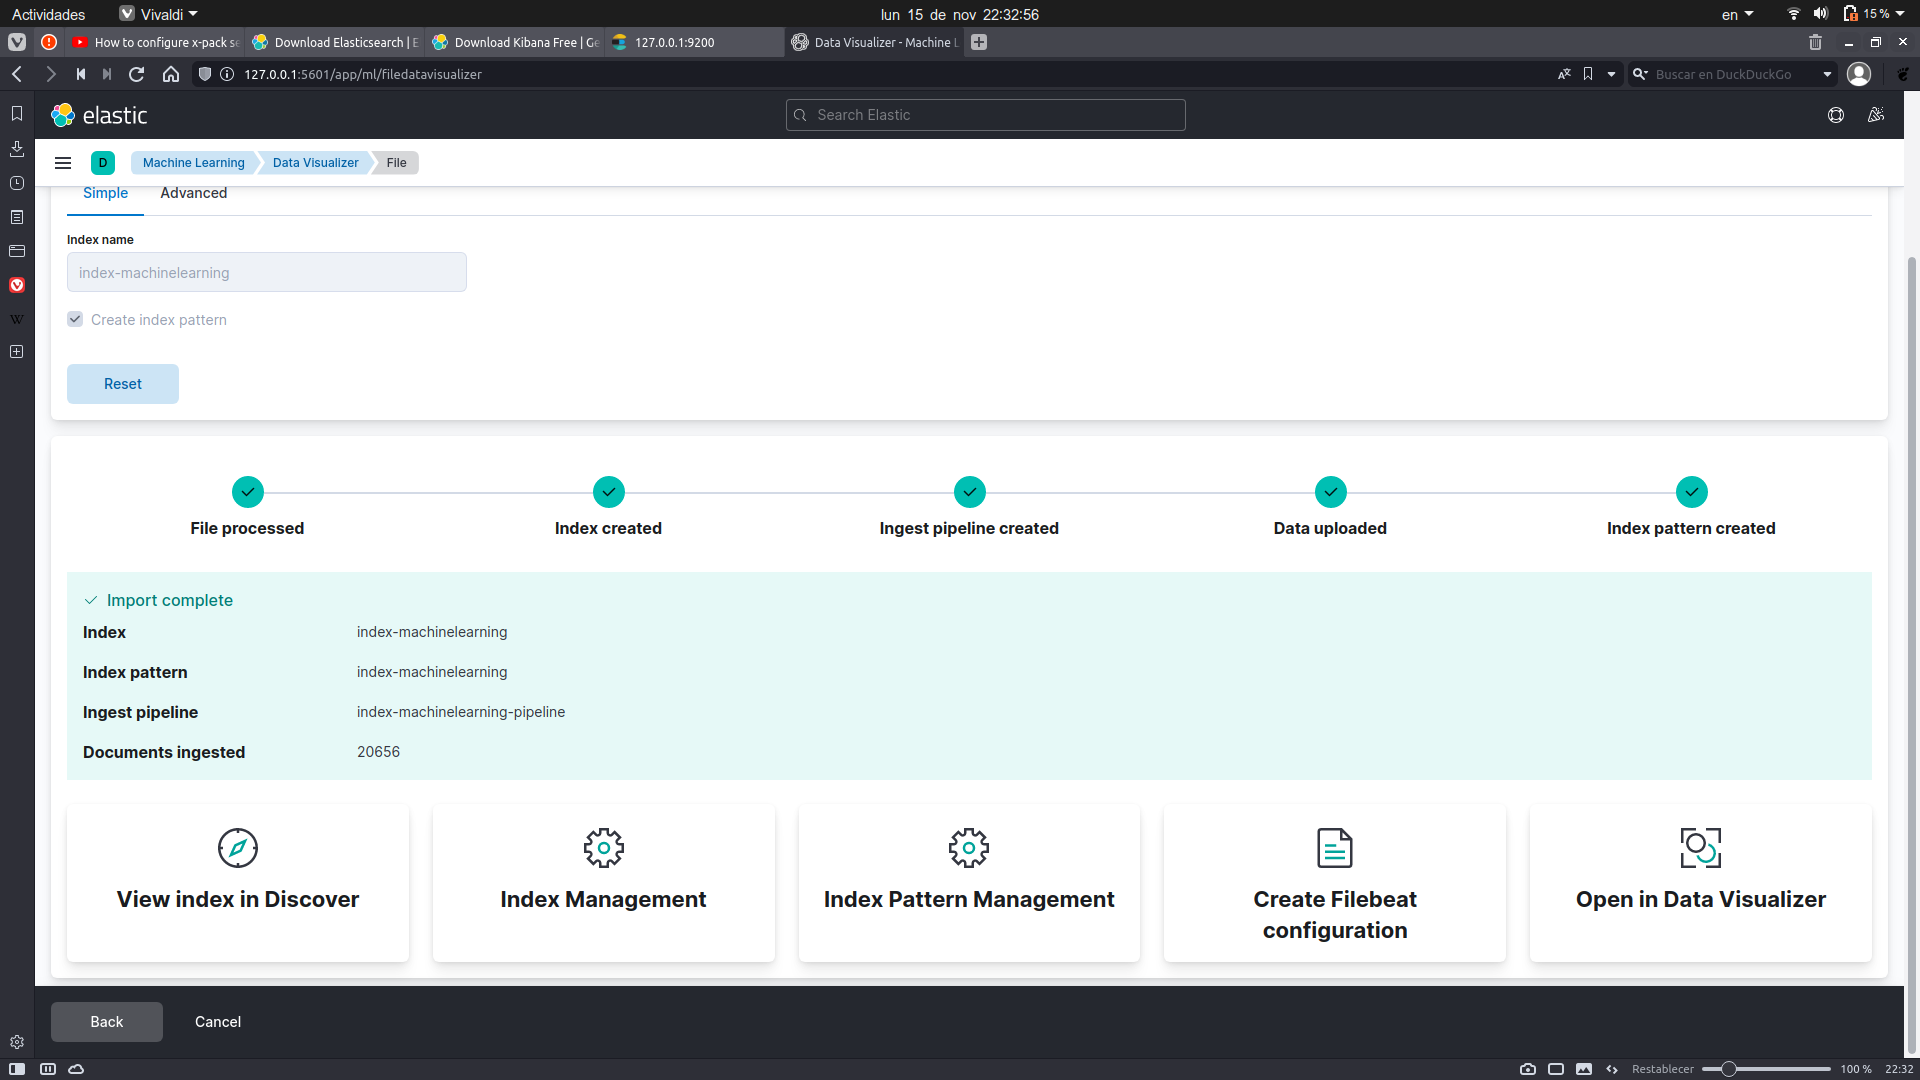 Actividades
Vivaldi
lun 15 de nov 22:32:56
en
15 %
How to configure x-pack se
Download Elasticsearch | E
Download Kibana Free | Ge
127.0.0.1:9200
Data Visualizer - Machine L
127.0.0.1:5601/app/ml/filedatavisualizer
Buscar en DuckDuckGo
elastic
Search Elastic
D
Machine Learning
Data Visualizer
File
Simple
Advanced
Index name
index-machinelearning
Create index pattern
Reset
File processed
Index created
Ingest pipeline created
Data uploaded
Index pattern created
Import complete
Index index-machinelearning
Index pattern index-machinelearning
Ingest pipeline index-machinelearning-pipeline
Documents ingested 20656
View index in Discover
Index Management
Index Pattern Management
Create Filebeat
configuration
Open in Data Visualizer
Back
Cancel
W
Restablecer
100 %
22:32